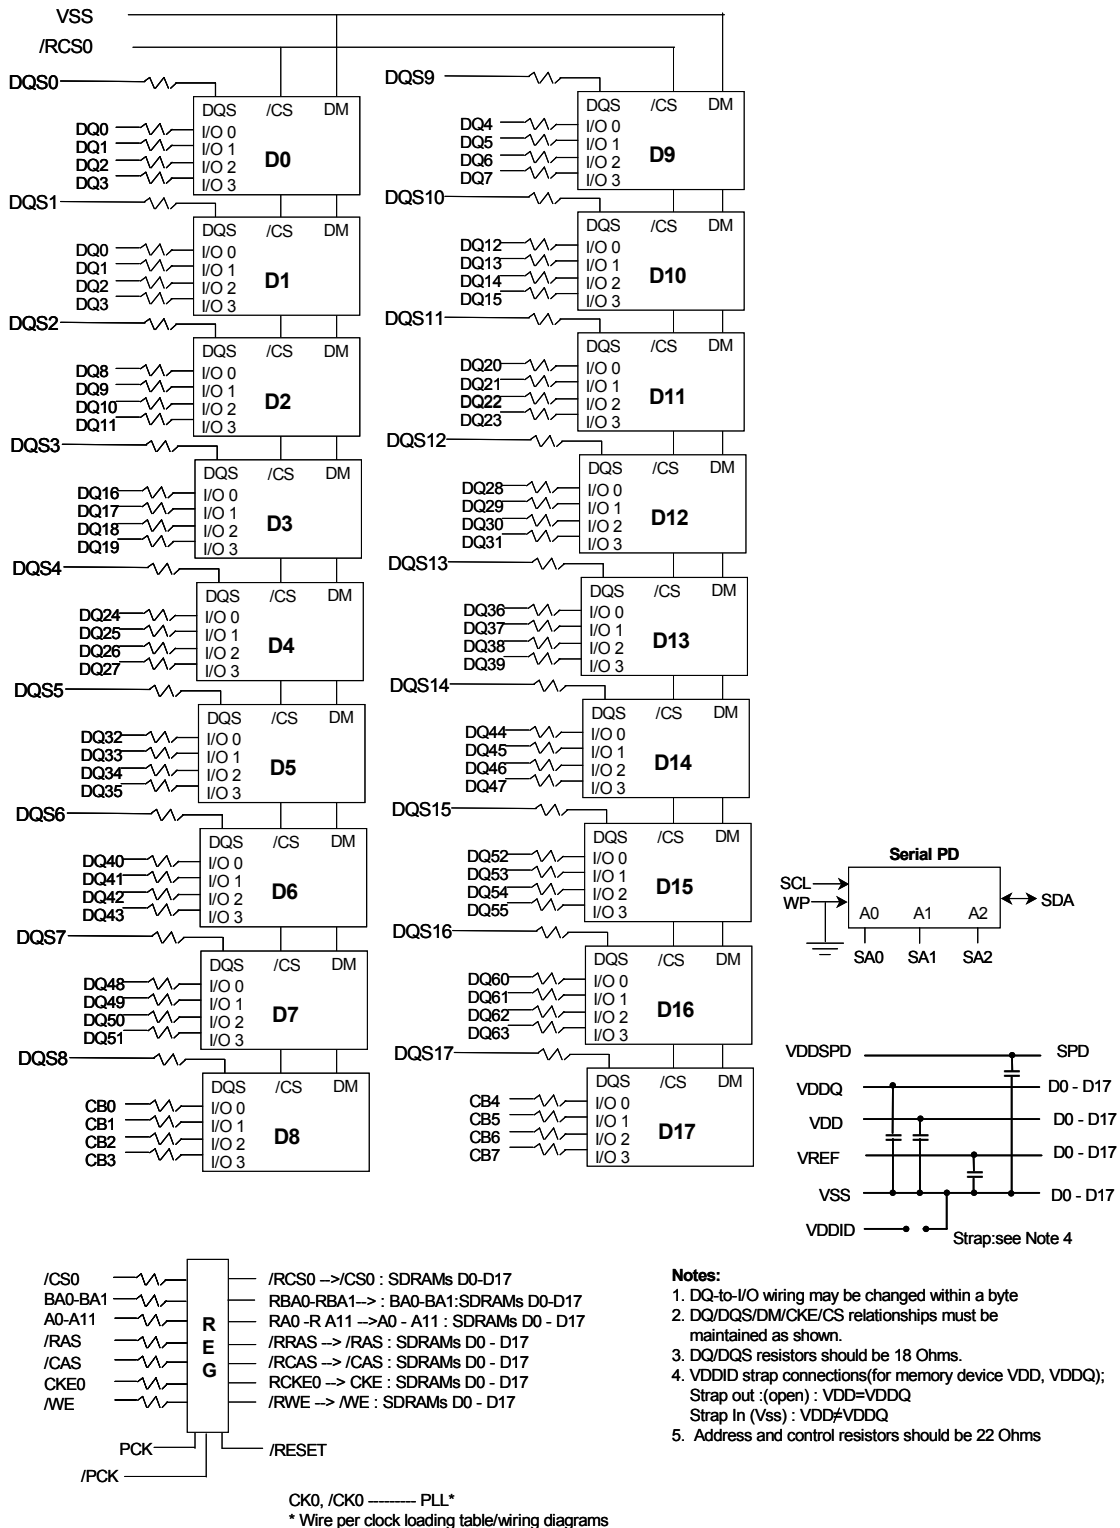 VSS
/RCS0
DQS0
DQS /CS DM
DQ0 I/O 0
DQ1 I/O 1
DQ2 I/O 2
DQ3 I/O 3
D0
DQS1
DQS /CS DM
DQ0 I/O 0
DQ1 I/O 1
DQ2 I/O 2
DQ3 I/O 3
D1
DQS2
DQS /CS DM
DQ8 I/O 0
DQ9 I/O 1
DQ10 I/O 2
DQ11 I/O 3
D2
DQS3
DQS /CS DM
DQ16 I/O 0
DQ17 I/O 1
DQ18 I/O 2
DQ19 I/O 3
D3
DQS4
DQS /CS DM
DQ24 I/O 0
DQ25 I/O 1
DQ26 I/O 2
DQ27 I/O 3
D4
DQS5
DQS /CS DM
DQ32 I/O 0
DQ33 I/O 1
DQ34 I/O 2
DQ35 I/O 3
D5
DQS6
DQS /CS DM
DQ40 I/O 0
DQ41 I/O 1
DQ42 I/O 2
DQ43 I/O 3
D6
DQS7
DQS /CS DM
DQ48 I/O 0
DQ49 I/O 1
DQ50 I/O 2
DQ51 I/O 3
D7
DQS8
DQS /CS DM
CB0 I/O 0
CB1 I/O 1
CB2 I/O 2
CB3 I/O 3
D8
DQS9
DQS /CS DM
DQ4 I/O 0
DQ5 I/O 1
DQ6 I/O 2
DQ7 I/O 3
D9
DQS10
DQS /CS DM
DQ12 I/O 0
DQ13 I/O 1
DQ14 I/O 2
DQ15 I/O 3
D10
DQS11
DQS /CS DM
DQ20 I/O 0
DQ21 I/O 1
DQ22 I/O 2
DQ23 I/O 3
D11
DQS12
DQS /CS DM
DQ28 I/O 0
DQ29 I/O 1
DQ30 I/O 2
DQ31 I/O 3
D12
DQS13
DQS /CS DM
DQ36 I/O 0
DQ37 I/O 1
DQ38 I/O 2
DQ39 I/O 3
D13
DQS14
DQS /CS DM
DQ44 I/O 0
DQ45 I/O 1
DQ46 I/O 2
DQ47 I/O 3
D14
DQS15
DQS /CS DM
DQ52 I/O 0
DQ53 I/O 1
DQ54 I/O 2
DQ55 I/O 3
D15
DQS16
DQS /CS DM
DQ60 I/O 0
DQ61 I/O 1
DQ62 I/O 2
DQ63 I/O 3
D16
DQS17
DQS /CS DM
CB4 I/O 0
CB5 I/O 1
CB6 I/O 2
CB7 I/O 3
D17
Serial PD
SCL
WP
SDA
A0 A1 A2
SA0 SA1 SA2
VDDSPD SPD
VDDQ D0 - D17
VDD D0 - D17
VREF D0 - D17
VSS D0 - D17
VDDID Strap:see Note 4
/CS0 /RCS0 -->/CS0 : SDRAMs D0-D17
BA0-BA1 RBA0-RBA1--> : BA0-BA1:SDRAMs D0-D17
A0-A11 RA0 -R A11 -->A0 - A11 : SDRAMs D0 - D17
/RAS /RRAS --> /RAS : SDRAMs D0 - D17
/CAS /RCAS --> /CAS : SDRAMs D0 - D17
CKE0 RCKE0 --> CKE : SDRAMs D0 - D17
/WE /RWE --> /WE : SDRAMs D0 - D17
R
E
G
PCK /RESET
/PCK
CK0, /CK0 --------- PLL*
* Wire per clock loading table/wiring diagrams
Notes:
1. DQ-to-I/O wiring may be changed within a byte
2. DQ/DQS/DM/CKE/CS relationships must be
maintained as shown.
3. DQ/DQS resistors should be 18 Ohms.
4. VDDID strap connections(for memory device VDD, VDDQ);
Strap out :(open) : VDD=VDDQ
Strap In (Vss) : VDD≠VDDQ
5. Address and control resistors should be 22 Ohms